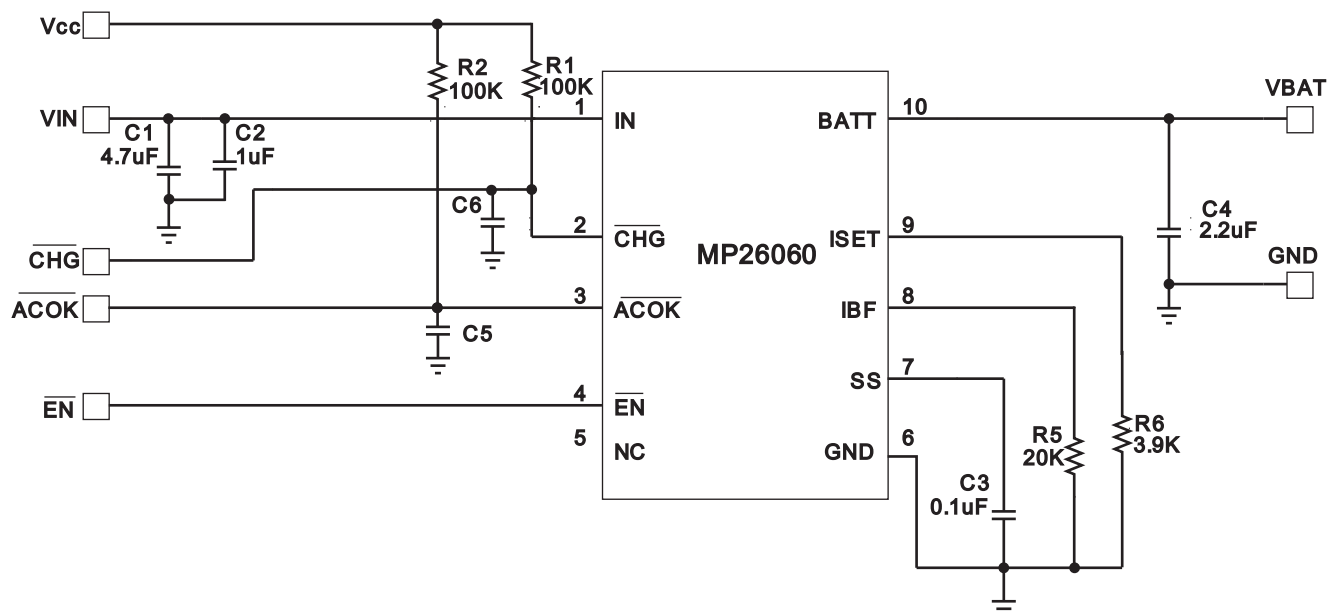 Vcc
R2
100K
R1
100K
VIN
C1
4.7uF
C2
1uF
1
IN
BATT
10
VBAT
C6
2
CHG
MP26060
ISET
9
C4
2.2uF
CHG
GND
ACOK
3
ACOK
IBF
8
C5
SS
7
EN
4
EN
5
NC
GND
6
R5
20K
R6
3.9K
C3
0.1uF